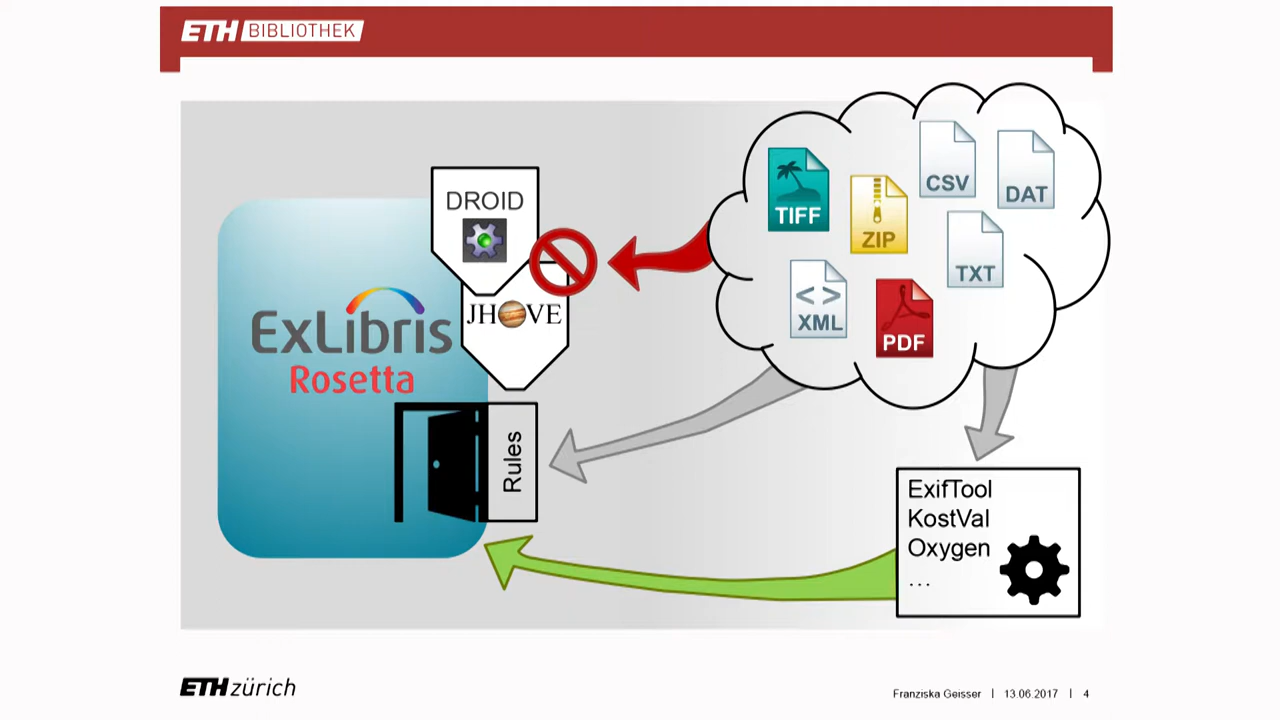 ETH BIBLIOTHEK
DROID
JHOVE
ExLibris
Rosetta
Rules
TIFF
ZIP
CSV
DAT
TXT
< >
XML
PDF
ExifTool
KostVal
Oxygen
...
ETH zürich
Franziska Geisser | 13.06.2017 | 4